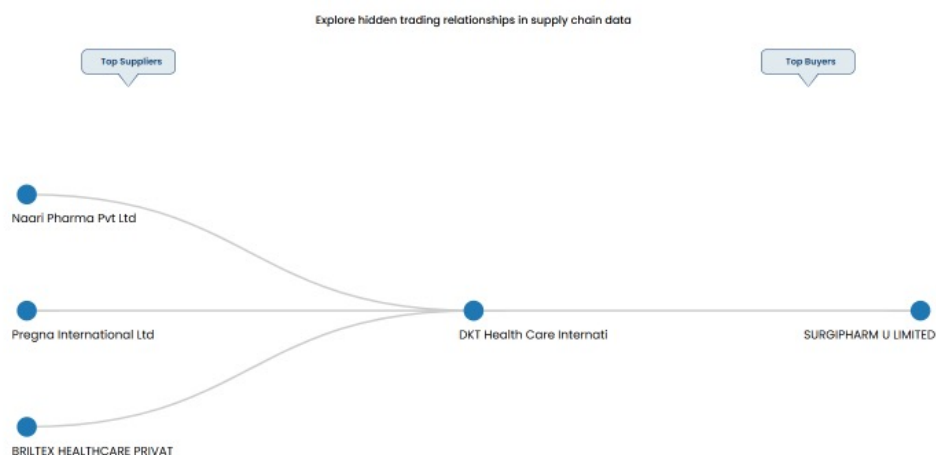 Explore hidden trading relationships in supply chain data
Top Suppliers
Top Buyers
Naari Pharma Pvt Ltd
Pregna International Ltd
DKT Health Care Internati
SURGIPHARM U LIMITED
BRILTEX HEALTHCARE PRIVAT